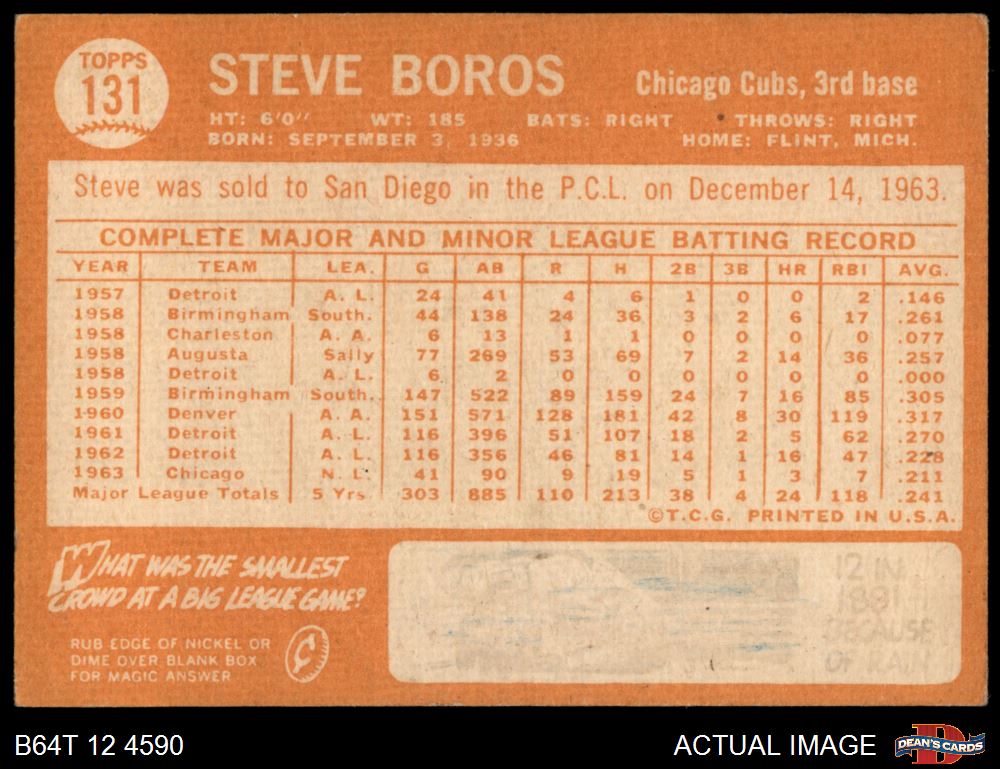 TOPPS
131
STEVE BOROS
Chicago Cubs, 3rd base
HT: 6'0" WT: 185 BATS: RIGHT THROWS: RIGHT
BORN: SEPTEMBER 3, 1936 HOME: FLINT, MICH.
Steve was sold to San Diego in the P.C.L. on December 14, 1963.
COMPLETE MAJOR AND MINOR LEAGUE BATTING RECORD
YEAR TEAM LEA. G AB R H 2B 3B HR RBI AVG.
1957 Detroit A. L. 24 41 4 6 1 0 0 2 .146
1958 Birmingham South. 44 138 24 36 3 2 6 17 .261
1958 Charleston A. A. 6 13 1 1 0 0 0 0 .077
1958 Augusta Sally 77 269 53 69 7 2 14 36 .257
1958 Detroit A. L. 6 2 0 0 0 0 0 0 .000
1959 Birmingham South. 147 522 89 159 24 7 16 85 .305
1960 Denver A. A. 151 571 128 181 42 8 30 119 .317
1961 Detroit A. L. 116 396 51 107 18 2 5 62 .270
1962 Detroit A. L. 116 356 46 81 14 1 16 47 .228
1963 Chicago N. L. 41 90 9 19 5 1 3 7 .211
Major League Totals 5 Yrs. 303 885 110 213 38 4 24 118 .241
©T.C.G. PRINTED IN U.S.A.
WHAT WAS THE SMALLEST
CROWD AT A BIG LEAGUE GAME?
RUB EDGE OF NICKEL OR
DIME OVER BLANK BOX
FOR MAGIC ANSWER
12 IN
1881
BECAUSE
OF RAIN
B64T 12 4590
ACTUAL IMAGE
DEAN'S CARDS